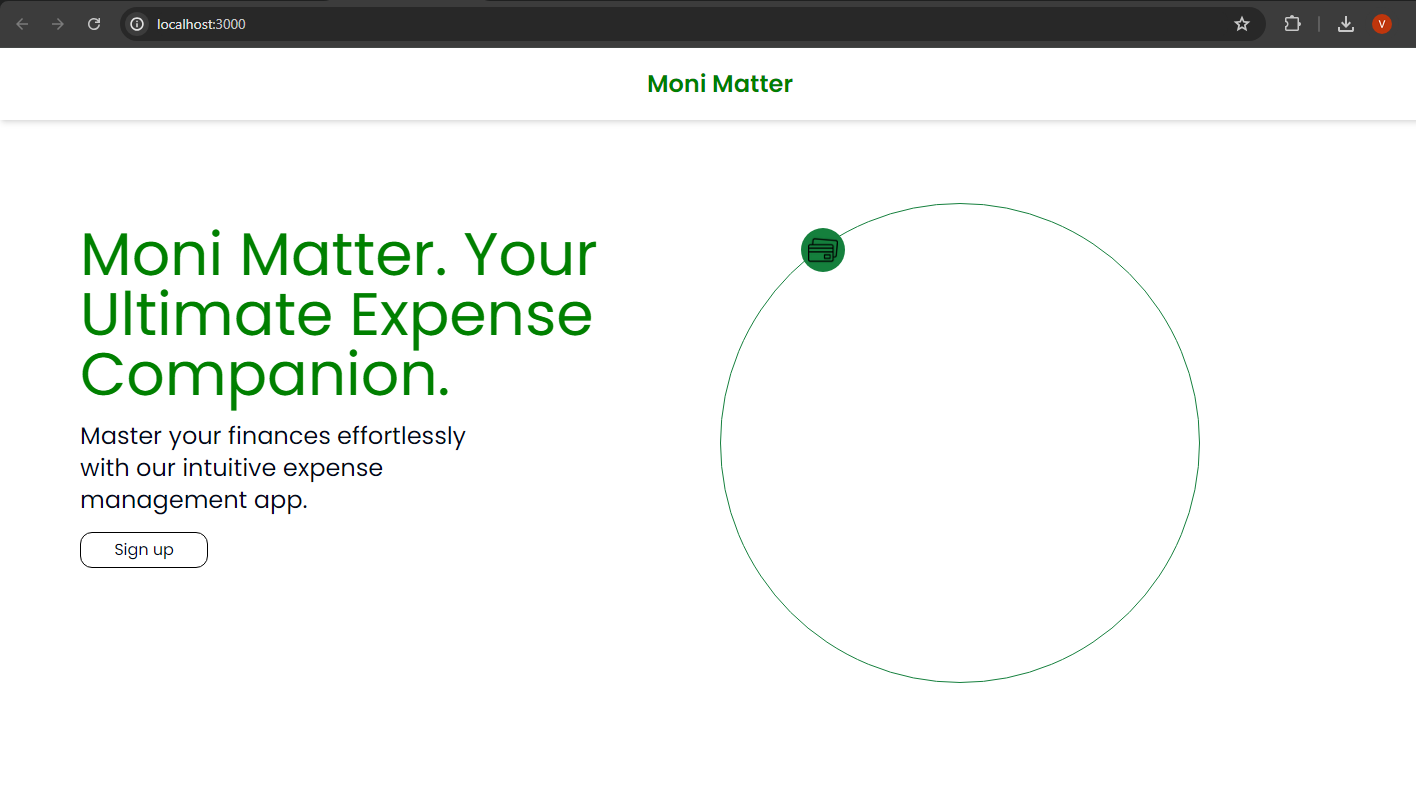 localhost:3000
V
Moni Matter
Moni Matter. Your
Ultimate Expense
Companion.
Master your finances effortlessly
with our intuitive expense
management app.
Sign up